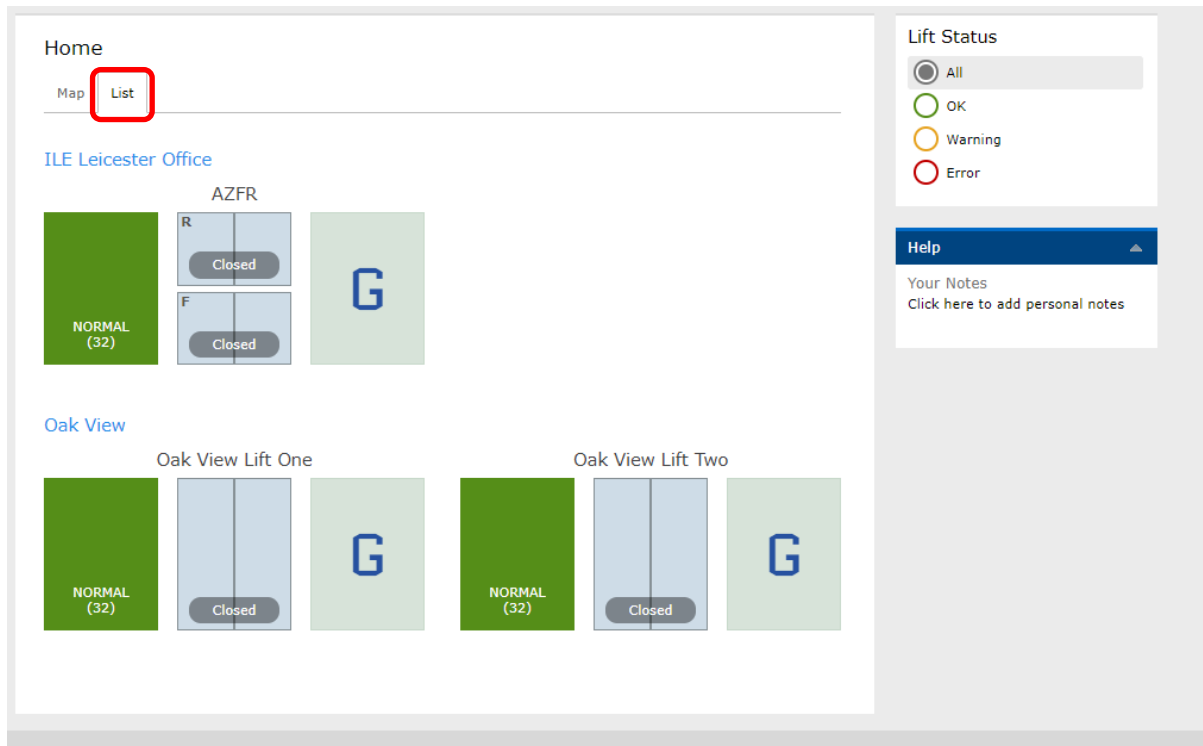 Home
Map List
ILE Leicester Office
AZFR
R
Closed
F
Closed
NORMAL
(32)
G
Oak View
Oak View Lift One
NORMAL
(32)
Closed
G
Oak View Lift Two
NORMAL
(32)
Closed
G
Lift Status
All
OK
Warning
Error
Help
Your Notes
Click here to add personal notes